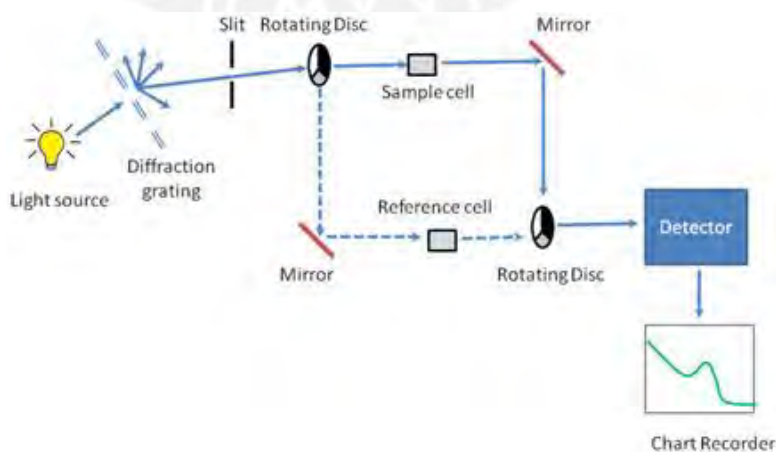 Slit
Rotating Disc
Mirror
Sample cell
Diffraction
grating
Light source
Reference cell
Detector
Mirror
Rotating Disc
Chart Recorder